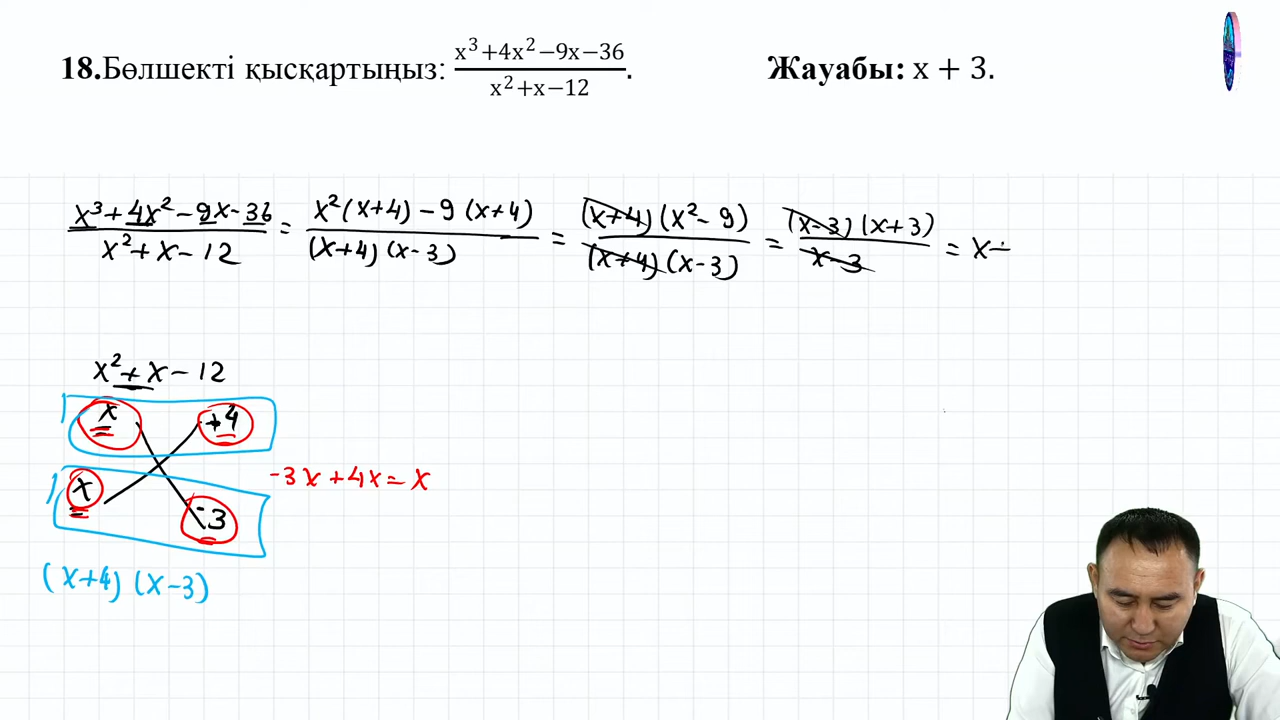 18.Бөлшекті қысқартыңыз: x³+4x²−9x−36 / x²+x−12. Жауабы: x + 3.
x³+4x²−9x−36 / x²+x−12 = x²(x+4)−9(x+4) / (x+4)(x−3) = (x+4)(x²−9) / (x+4)(x−3) = (x−3)(x+3) / x−3 = x−
x²+x−12
x +4
x −3
-3x+4x=x
(x+4)(x−3)